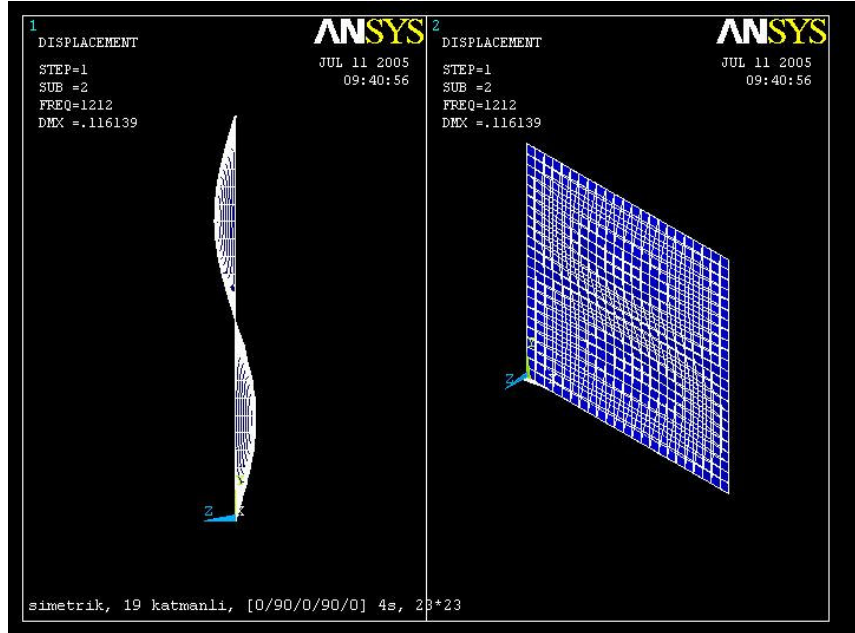 1
DISPLACEMENT
STEP=1
SUB =2
FREQ=1212
DMX =.116139
ANSYS
JUL 11 2005
09:40:56
Z X
Y
2
DISPLACEMENT
STEP=1
SUB =2
FREQ=1212
DMX =.116139
ANSYS
JUL 11 2005
09:40:56
Z
simetrik, 19 katmanli, [0/90/0/90/0] 4s, 23*23